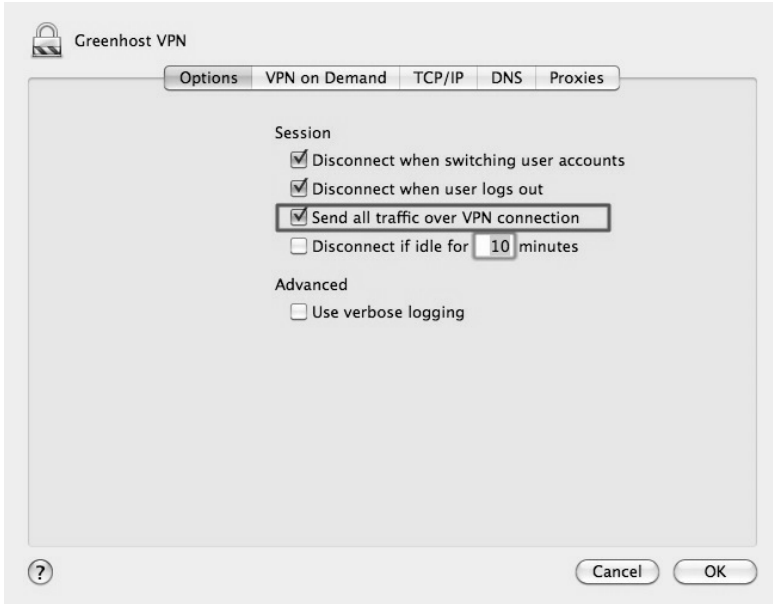 Greenhost VPN
Options VPN on Demand TCP/IP DNS Proxies
Session
Disconnect when switching user accounts
Disconnect when user logs out
Send all traffic over VPN connection
Disconnect if idle for 10 minutes
Advanced
Use verbose logging
? Cancel OK